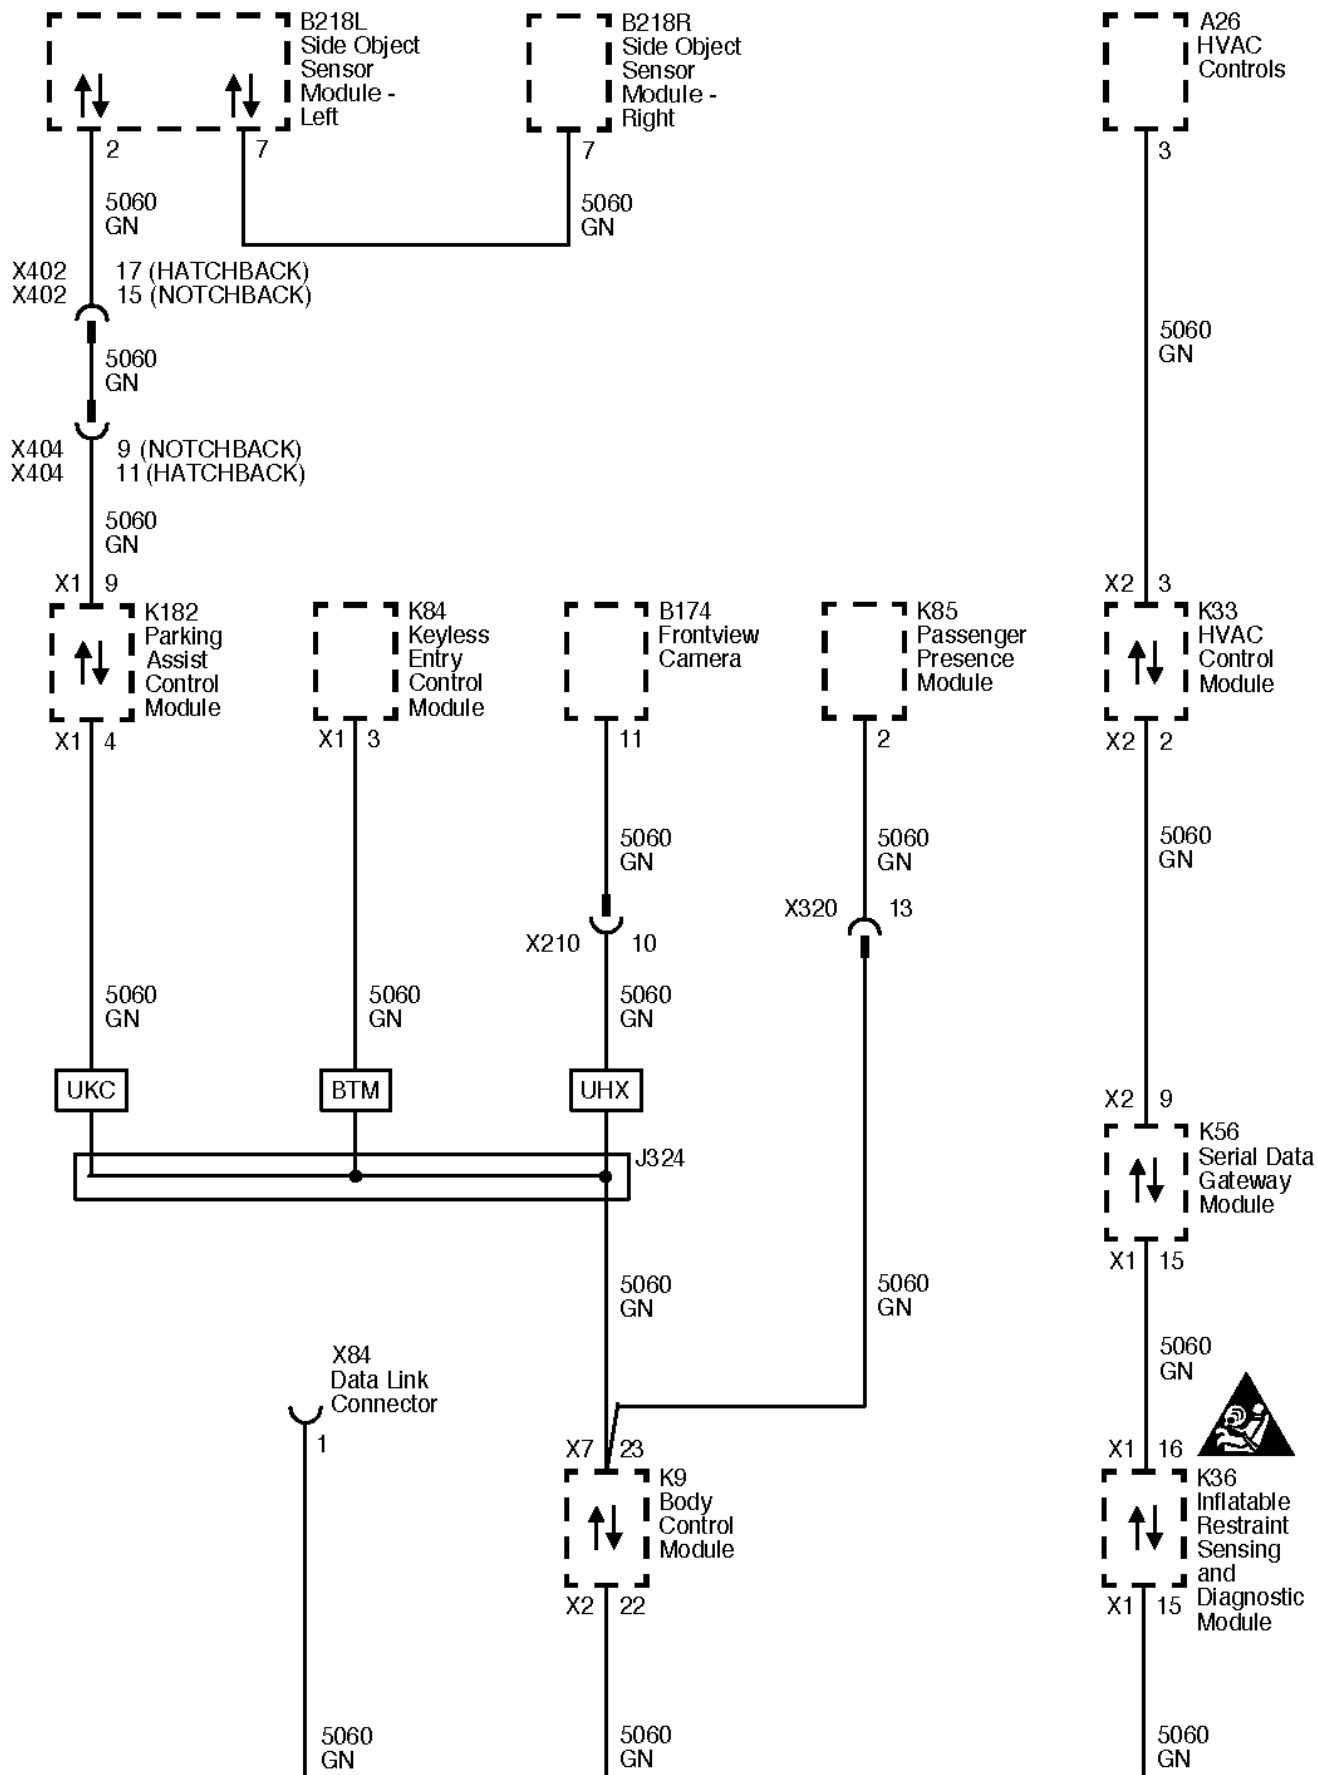 B218L
Side Object
Sensor
Module -
Left
B218R
Side Object
Sensor
Module -
Right
A26
HVAC
Controls
2
7
7
3
5060
GN
5060
GN
X402 17 (HATCHBACK)
X402 15 (NOTCHBACK)
5060
GN
5060
GN
X404 9 (NOTCHBACK)
X404 11 (HATCHBACK)
5060
GN
X1 9
X2 3
K182
Parking
Assist
Control
Module
K84
Keyless
Entry
Control
Module
B174
Frontview
Camera
K85
Passenger
Presence
Module
K33
HVAC
Control
Module
X1 4
X1 3
11
2
X2 2
5060
GN
5060
GN
5060
GN
X320 13
X210 10
5060
GN
5060
GN
5060
GN
UKC
BTM
UHX
X2 9
K56
Serial Data
Gateway
Module
J324
X1 15
5060
GN
5060
GN
5060
GN
X84
Data Link
Connector
1
X7 23
X1 16
K9
Body
Control
Module
K36
Inflatable
Restraint
Sensing
and
Diagnostic
Module
X2 22
X1 15
5060
GN
5060
GN
5060
GN